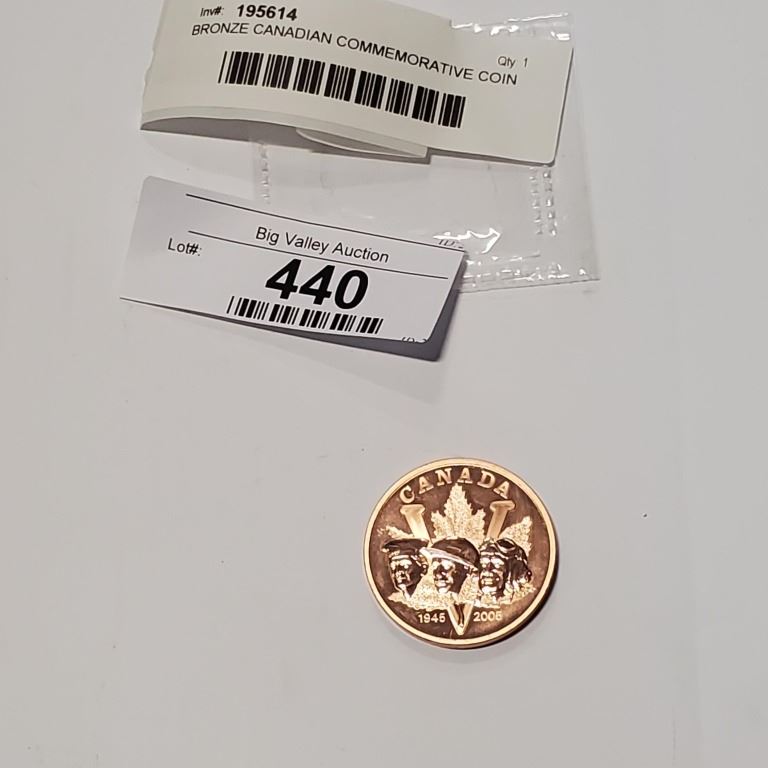 Inv#: 195614
BRONZE CANADIAN COMMEMORATIVE COIN
Qty 1
Big Valley Auction
Lot#:
440
CANADA
1945 2005